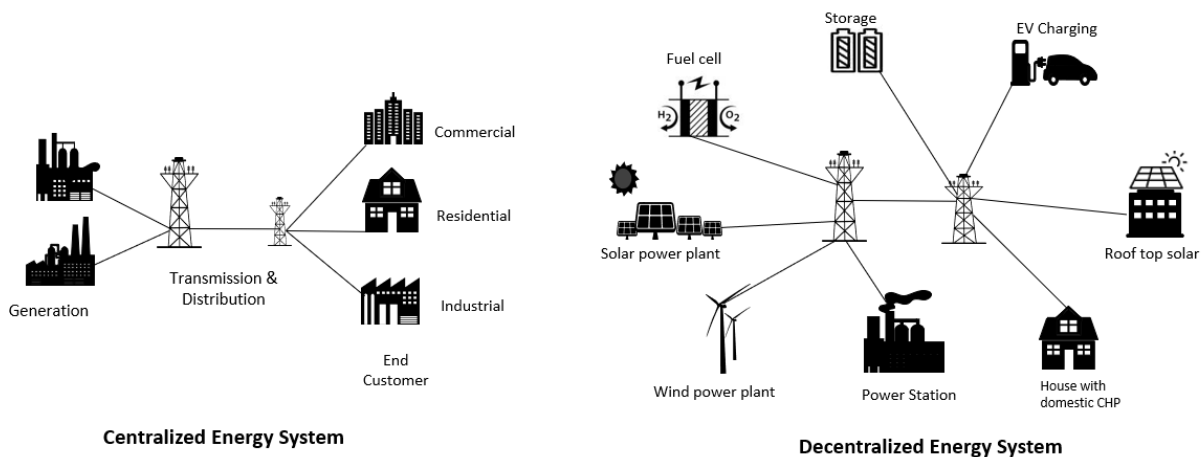 Generation
Transmission &
Distribution
Commercial
Residential
Industrial
End
Customer
Centralized Energy System
Storage
EV Charging
Fuel cell
H₂
O₂
Solar power plant
Roof top solar
Wind power plant
Power Station
House with
domestic CHP
Decentralized Energy System